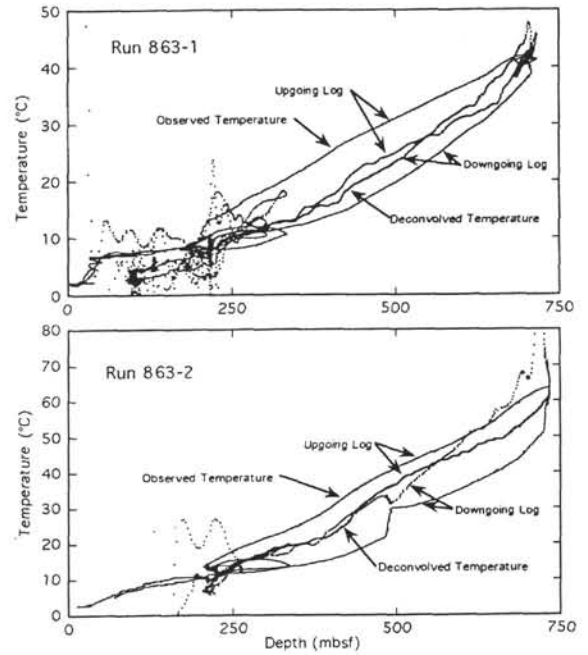 50
40
30
20
10
0
Temperature (°C)
Run 863-1
Upgoing Log
Observed Temperature
Downgoing Log
Deconvolved Temperature
0
250
500
750
80
70
60
50
40
30
20
10
0
Temperature (°C)
Run 863-2
Upgoing Log
Observed Temperature
Downgoing Log
Deconvolved Temperature
0
250
500
750
Depth (mbsf)